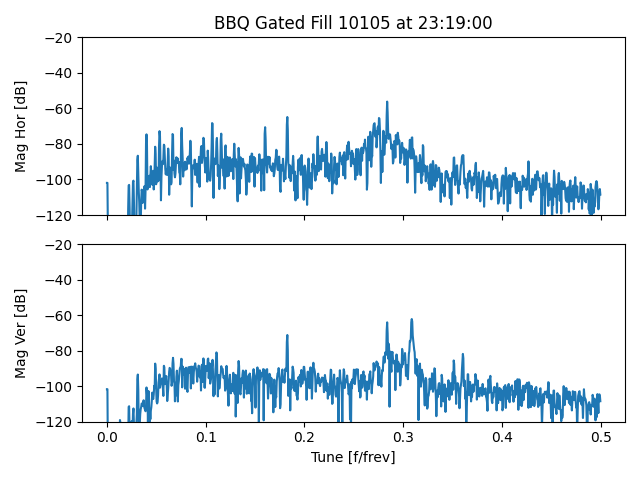 BBQ Gated Fill 10105 at 23:19:00
−20
−40
−60
−80
−100
−120
Mag Hor [dB]
−20
−40
−60
−80
−100
−120
Mag Ver [dB]
0.0 0.1 0.2 0.3 0.4 0.5
Tune [f/frev]